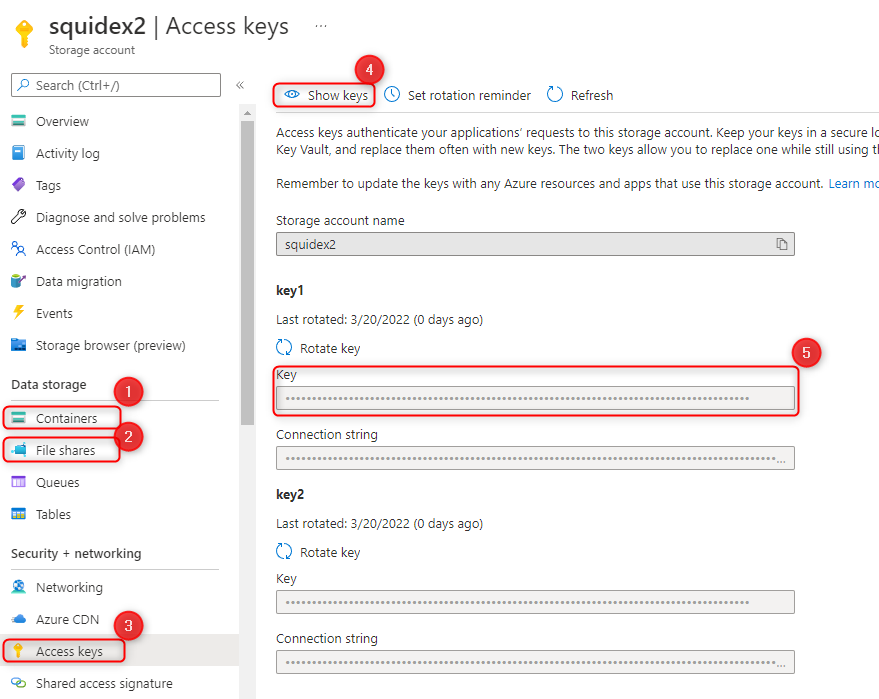 squidex2 | Access keys ...
Storage account
Search (Ctrl+/)
«
Overview
Activity log
Tags
Diagnose and solve problems
Access Control (IAM)
Data migration
Events
Storage browser (preview)
Data storage
1
Containers
2
File shares
Queues
Tables
Security + networking
Networking
Azure CDN
3
Access keys
Shared access signature
4
Show keys
Set rotation reminder
Refresh
Access keys authenticate your applications' requests to this storage account. Keep your keys in a secure lo
Key Vault, and replace them often with new keys. The two keys allow you to replace one while still using th
Remember to update the keys with any Azure resources and apps that use this storage account. Learn mo
Storage account name
squidex2
key1
Last rotated: 3/20/2022 (0 days ago)
Rotate key
5
Key
Connection string
...
key2
Last rotated: 3/20/2022 (0 days ago)
Rotate key
Key
Connection string
...